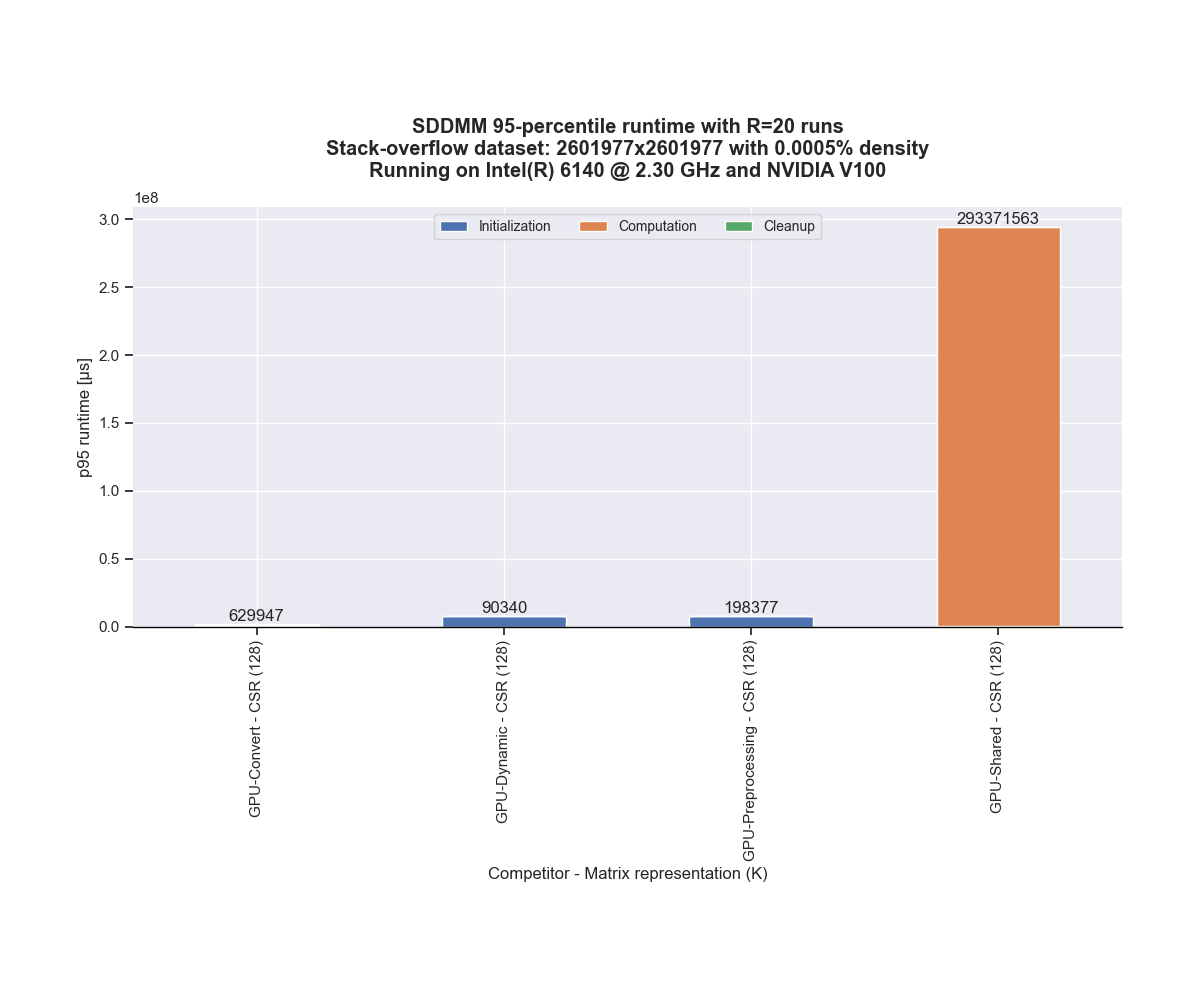 SDDMM 95-percentile runtime with R=20 runs
Stack-overflow dataset: 2601977x2601977 with 0.0005% density
Running on Intel(R) 6140 @ 2.30 GHz and NVIDIA V100
1e8
Initialization
Computation
Cleanup
3.0
2.5
2.0
1.5
1.0
0.5
0.0
p95 runtime [µs]
629947
90340
198377
293371563
GPU-Convert - CSR (128)
GPU-Dynamic - CSR (128)
GPU-Preprocessing - CSR (128)
GPU-Shared - CSR (128)
Competitor - Matrix representation (K)